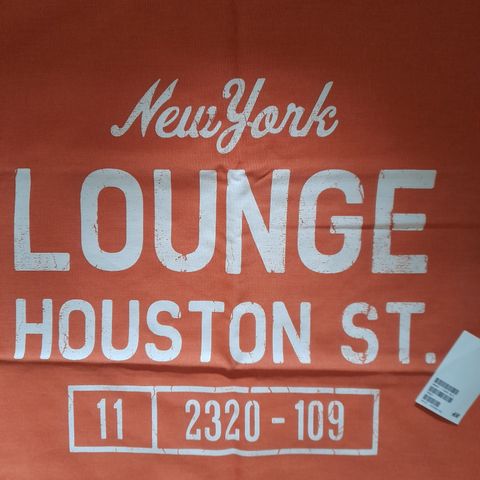 New York
LOUNGE
HOUSTON ST.
11 2320-109